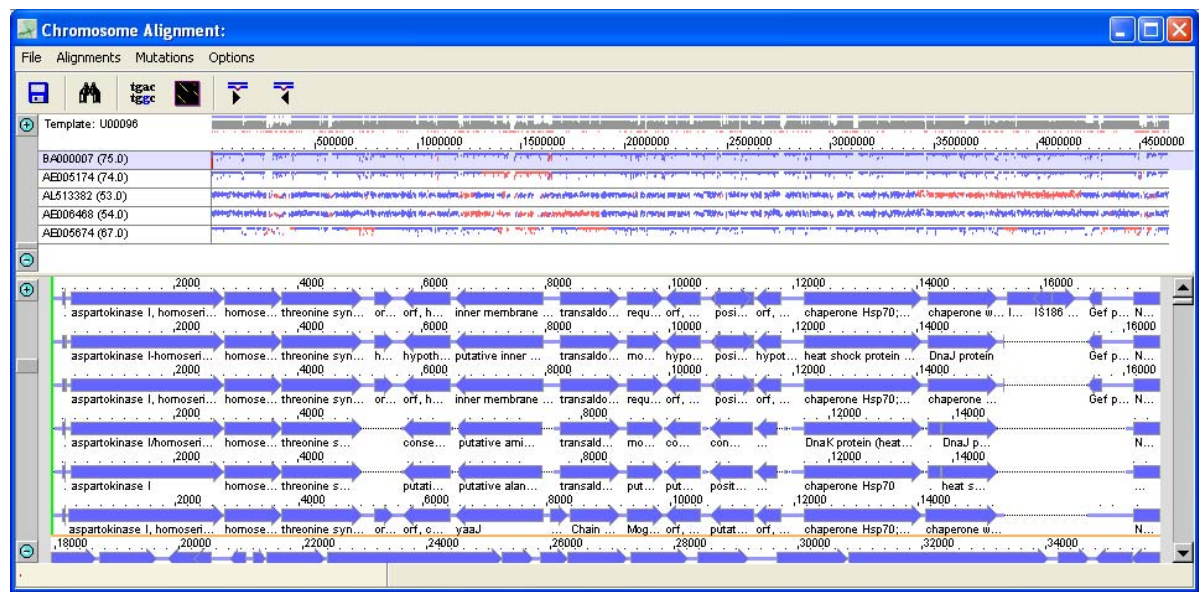 Chromosome Alignment:
File Alignments Mutations Options
tgac
tggc
Template: U00096
500000 1000000 1500000 2000000 2500000 3000000 3500000 4000000 4500000
BA000007 (75.0)
AE005174 (74.0)
AL513382 (53.0)
AE006468 (54.0)
AE005674 (67.0)
,2000 ,4000 ,6000 ,8000 ,10000 ,12000 ,14000 ,16000
aspartokinase I, homoseri... homose... threonine syn... or... orf, h... inner membrane ... transaldo... requ... orf, ... posi... orf, ... chaperone Hsp70;... chaperone w... I... IS186 ... Gef p... N...
,2000 ,4000 ,6000 ,8000 ,10000 ,12000 ,14000 ,16000
aspartokinase I-homoseri... homose... threonine syn... h... hypoth... putative inner ... transaldo... mo... hypo... posi... hypot... heat shock protein ... DnaJ protein Gef p... N...
,2000 ,4000 ,6000 ,8000 ,10000 ,12000 ,14000 ,16000
aspartokinase I, homoseri... homose... threonine syn... or... orf, h... inner membrane ... transaldo... requ... orf, ... posi... orf, ... chaperone Hsp70;... chaperone ... Gef p... N...
,2000 ,4000 ,8000 ,12000 ,14000
aspartokinase I/homoseri... homose... threonine s... conse... putative ami... transald... mo... co... con... ... DnaK protein (heat... DnaJ p... N...
,2000 ,4000 ,8000 ,12000 ,14000
aspartokinase I homose... threonine s... putati... putative alan... transald... put... put... posit... ... chaperone Hsp70 heat s... ...
,2000 ,4000 ,6000 ,8000 ,10000 ,12000 ,14000
aspartokinase I, homoseri... homose... threonine syn... or... orf, c... yaaJ Chain ... Mog... orf, ... putat... orf, ... chaperone Hsp70;... chaperone w... N...
,18000 ,20000 ,22000 ,24000 ,26000 ,28000 ,30000 ,32000 ,34000